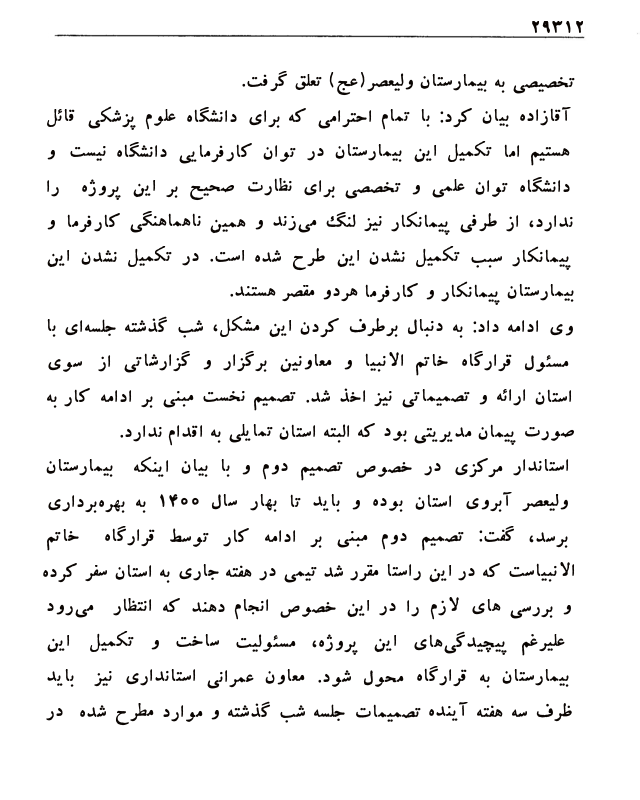 ۲۹۳۱۲
تخصیصی به بیمارستان ولیعصر(عج) تعلق گرفت.
آقازاده بیان کرد: با تمام احترامی که برای دانشگاه علوم پزشکی قائل
هستیم اما تکمیل این بیمارستان در توان کارفرمایی دانشگاه نیست و
دانشگاه توان علمی و تخصصی برای نظارت صحیح بر این پروژه را
ندارد، از طرفی پیمانکار نیز لنگ می‌زند و همین ناهماهنگی کارفرما و
پیمانکار سبب تکمیل نشدن این طرح شده است. در تکمیل نشدن این
بیمارستان پیمانکار و کارفرما هردو مقصر هستند.
وی ادامه داد: به دنبال برطرف کردن این مشکل، شب گذشته جلسه‌ای با
مسئول قرارگاه خاتم الانبیا و معاونین برگزار و گزارشاتی از سوی
استان ارائه و تصمیماتی نیز اخذ شد. تصمیم نخست مبنی بر ادامه کار به
صورت پیمان مدیریتی بود که البته استان تمایلی به اقدام ندارد.
استاندار مرکزی در خصوص تصمیم دوم و با بیان اینکه بیمارستان
ولیعصر آبروی استان بوده و باید تا بهار سال ۱۴۰۰ به بهره‌برداری
برسد، گفت: تصمیم دوم مبنی بر ادامه کار توسط قرارگاه خاتم
الانبیاست که در این راستا مقرر شد تیمی در هفته جاری به استان سفر کرده
و بررسی های لازم را در این خصوص انجام دهند که انتظار می‌رود
علیرغم پیچیدگی‌های این پروژه، مسئولیت ساخت و تکمیل این
بیمارستان به قرارگاه محول شود. معاون عمرانی استانداری نیز باید
ظرف سه هفته آینده تصمیمات جلسه شب گذشته و موارد مطرح شده در